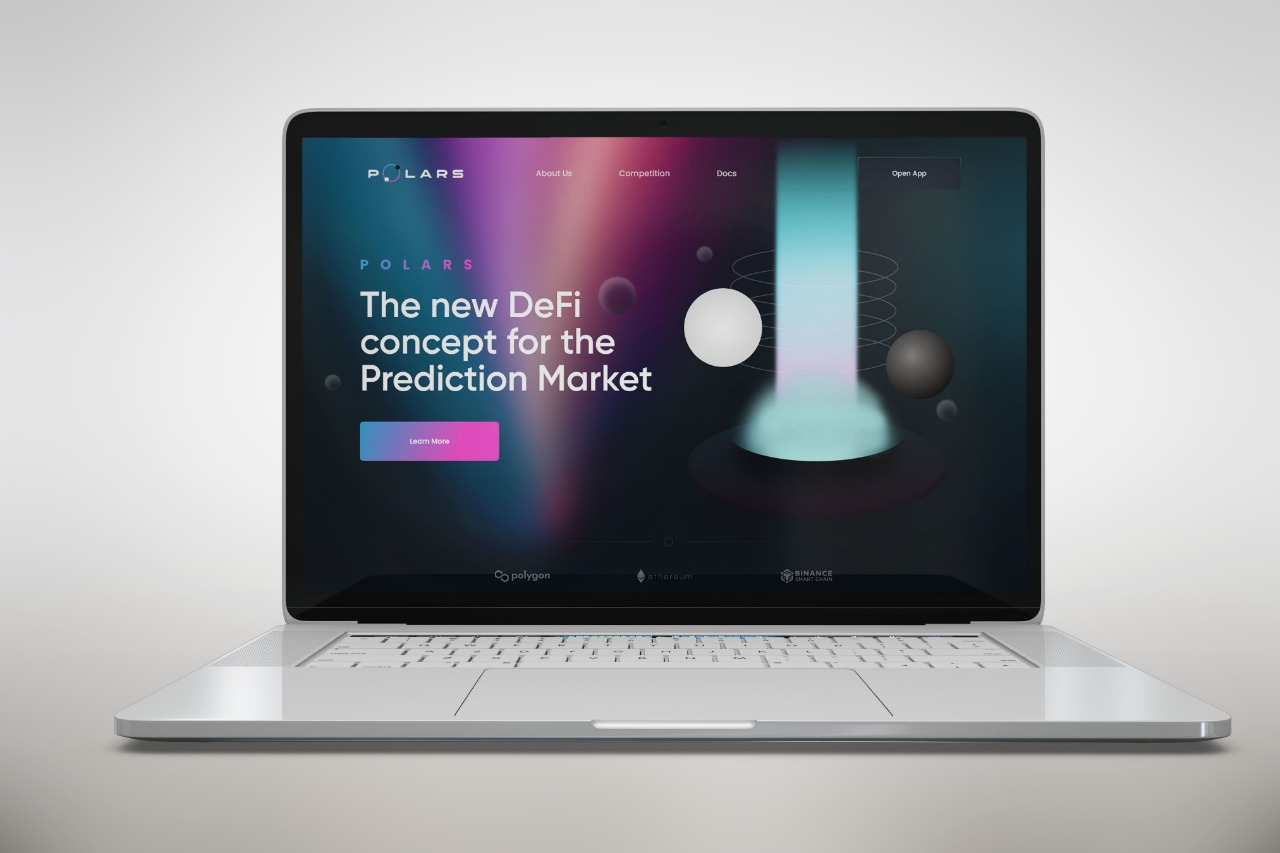 POLARS
About Us
Competition
Docs
Open App
POLARS
The new DeFi
concept for the
Prediction Market
Learn More
polygon
ethereum
BINANCE
SMART CHAIN